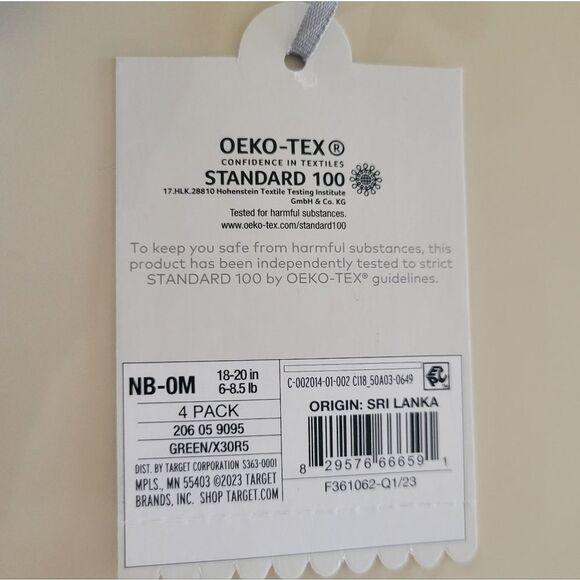 OEKO-TEX®
CONFIDENCE IN TEXTILES
STANDARD 100
17.HLK.28810 Hohenstein Textile Testing Institute
GmbH & Co. KG
Tested for harmful substances.
www.oeko-tex.com/standard100
To keep you safe from harmful substances, this
product has been independently tested to strict
STANDARD 100 by OEKO-TEX® guidelines.
NB-0M
18-20 in
6-8.5 lb
4 PACK
206 05 9095
GREEN/X30R5
DIST. BY TARGET CORPORATION S363-0001
MPLS., MN 55403 ©2023 TARGET
BRANDS, INC. SHOP TARGET.COM
C-002014-01-002 CI18_50A03-0649
ORIGIN: SRI LANKA
8 29576 66659 1
F361062-Q1/23